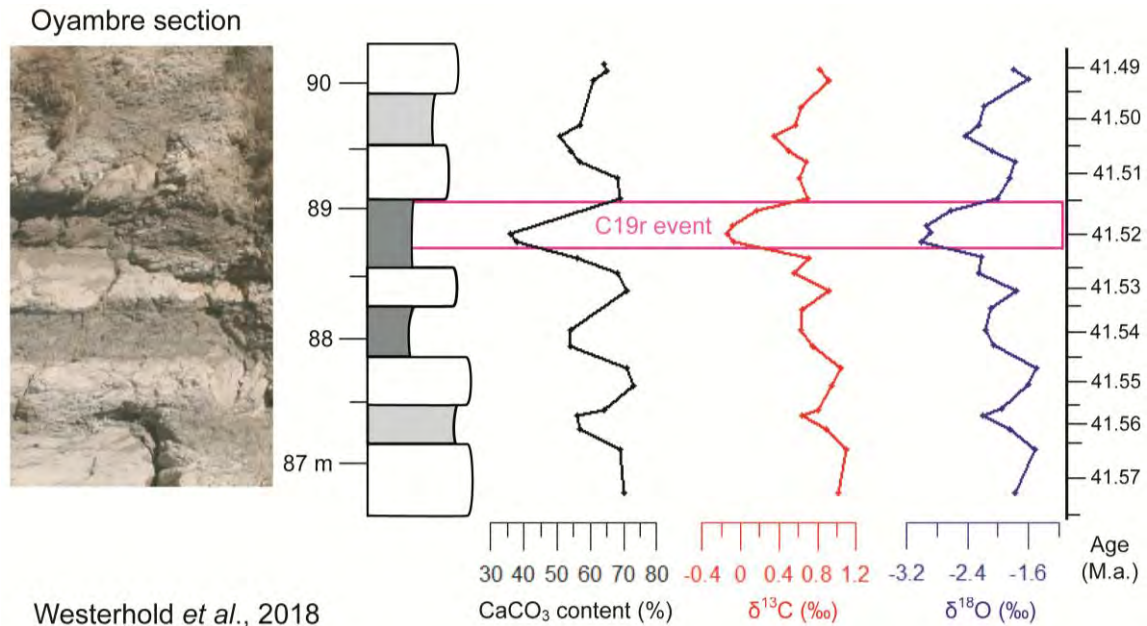 Oyambre section
90
89
88
87 m
C19r event
41.49
41.50
41.51
41.52
41.53
41.54
41.55
41.56
41.57
30 40 50 60 70 80
-0.4 0 0.4 0.8 1.2
-3.2 -2.4 -1.6
Age
(M.a.)
CaCO₃ content (%)
δ¹³C (‰)
δ¹⁸O (‰)
Westerhold et al., 2018